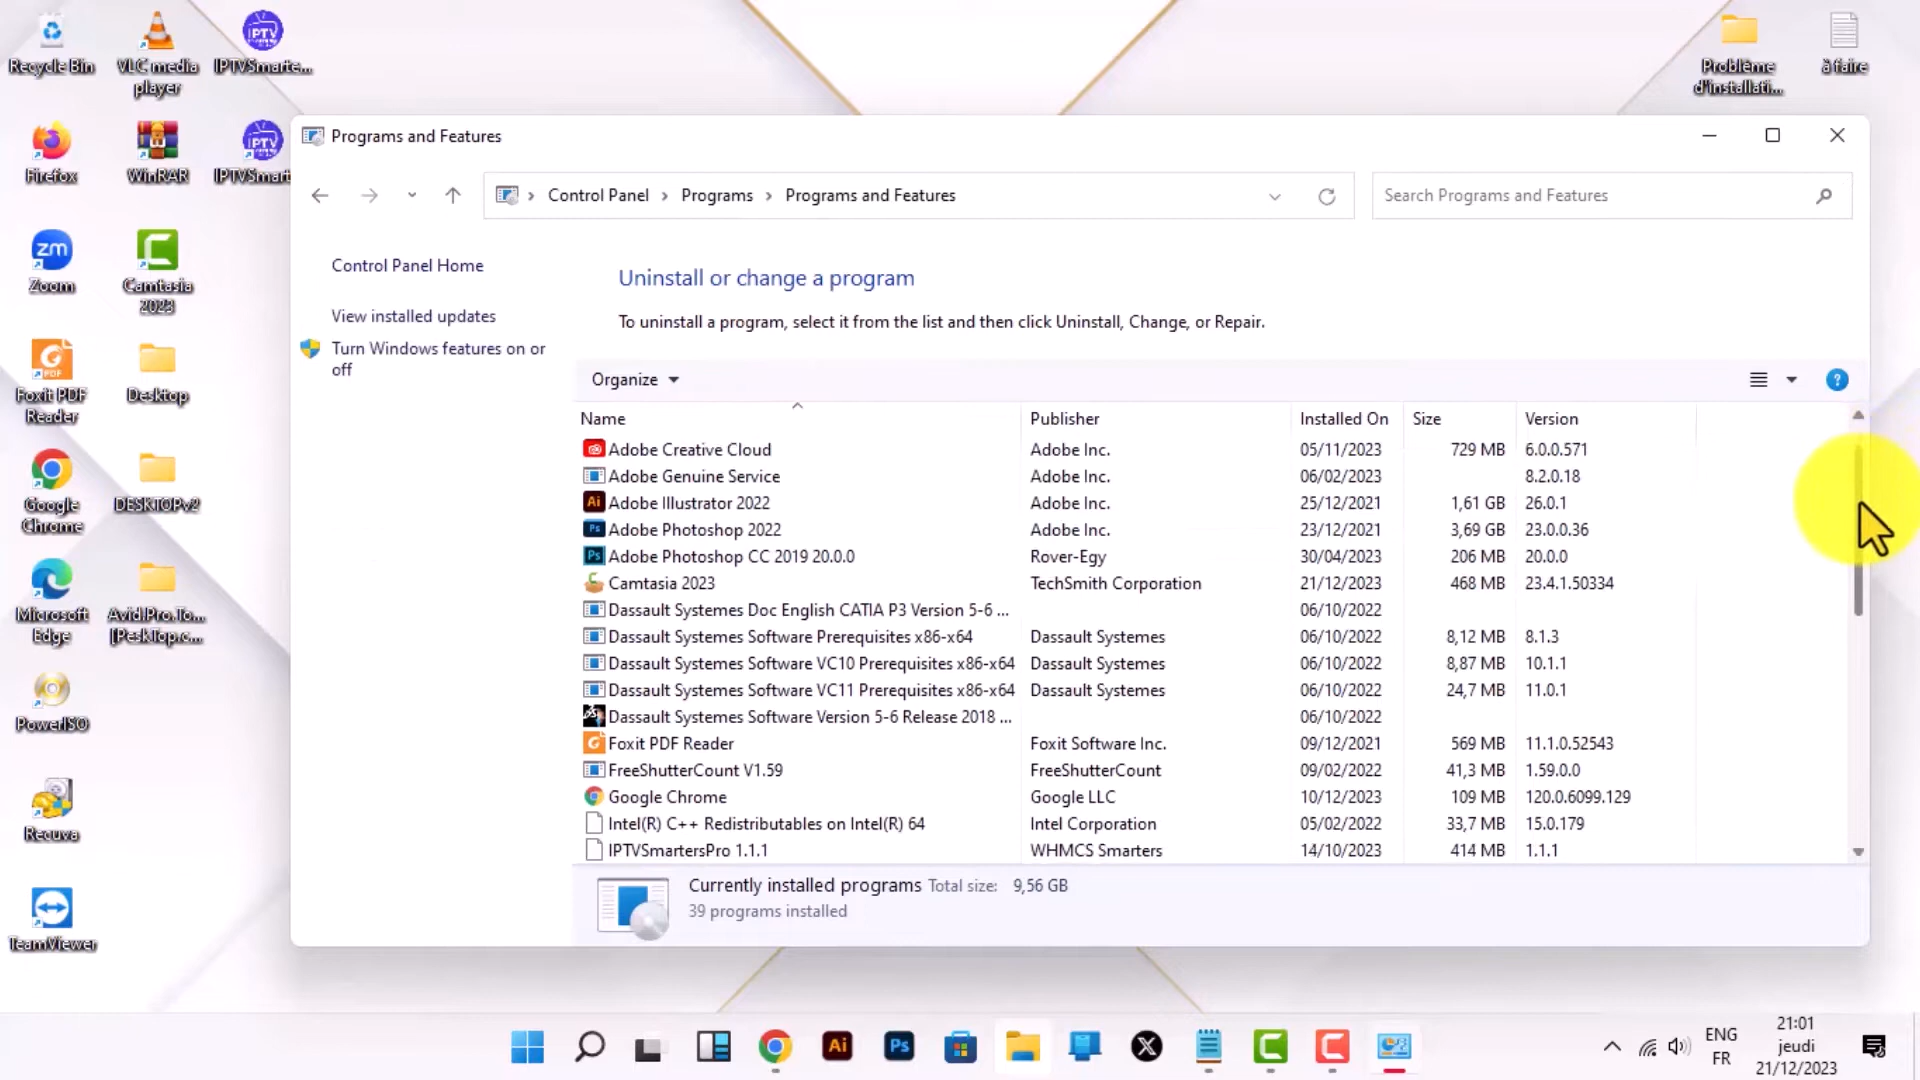 Recycle Bin
VLC media
player
IPTVSmarte...
Problème
d'installati...
à faire
Firefox
WinRAR
IPTVSmart
Zoom
Camtasia
2023
Foxit PDF
Reader
Desktop
Google
Chrome
DESKTOPv2
Microsoft
Edge
Avid.Pro.To...
[PeskTop.c...
PowerISO
Recuva
TeamViewer
Programs and Features
Control Panel › Programs › Programs and Features
Search Programs and Features
Control Panel Home
View installed updates
Turn Windows features on or
off
Uninstall or change a program
To uninstall a program, select it from the list and then click Uninstall, Change, or Repair.
Organize
Name Publisher Installed On Size Version
Adobe Creative Cloud Adobe Inc. 05/11/2023 729 MB 6.0.0.571
Adobe Genuine Service Adobe Inc. 06/02/2023 8.2.0.18
Adobe Illustrator 2022 Adobe Inc. 25/12/2021 1,61 GB 26.0.1
Adobe Photoshop 2022 Adobe Inc. 23/12/2021 3,69 GB 23.0.0.36
Adobe Photoshop CC 2019 20.0.0 Rover-Egy 30/04/2023 206 MB 20.0.0
Camtasia 2023 TechSmith Corporation 21/12/2023 468 MB 23.4.1.50334
Dassault Systemes Doc English CATIA P3 Version 5-6 ... 06/10/2022
Dassault Systemes Software Prerequisites x86-x64 Dassault Systemes 06/10/2022 8,12 MB 8.1.3
Dassault Systemes Software VC10 Prerequisites x86-x64 Dassault Systemes 06/10/2022 8,87 MB 10.1.1
Dassault Systemes Software VC11 Prerequisites x86-x64 Dassault Systemes 06/10/2022 24,7 MB 11.0.1
Dassault Systemes Software Version 5-6 Release 2018 ... 06/10/2022
Foxit PDF Reader Foxit Software Inc. 09/12/2021 569 MB 11.1.0.52543
FreeShutterCount V1.59 FreeShutterCount 09/02/2022 41,3 MB 1.59.0.0
Google Chrome Google LLC 10/12/2023 109 MB 120.0.6099.129
Intel(R) C++ Redistributables on Intel(R) 64 Intel Corporation 05/02/2022 33,7 MB 15.0.179
IPTVSmartersPro 1.1.1 WHMCS Smarters 14/10/2023 414 MB 1.1.1
Currently installed programs Total size: 9,56 GB
39 programs installed
ENG
FR
21:01
jeudi
21/12/2023